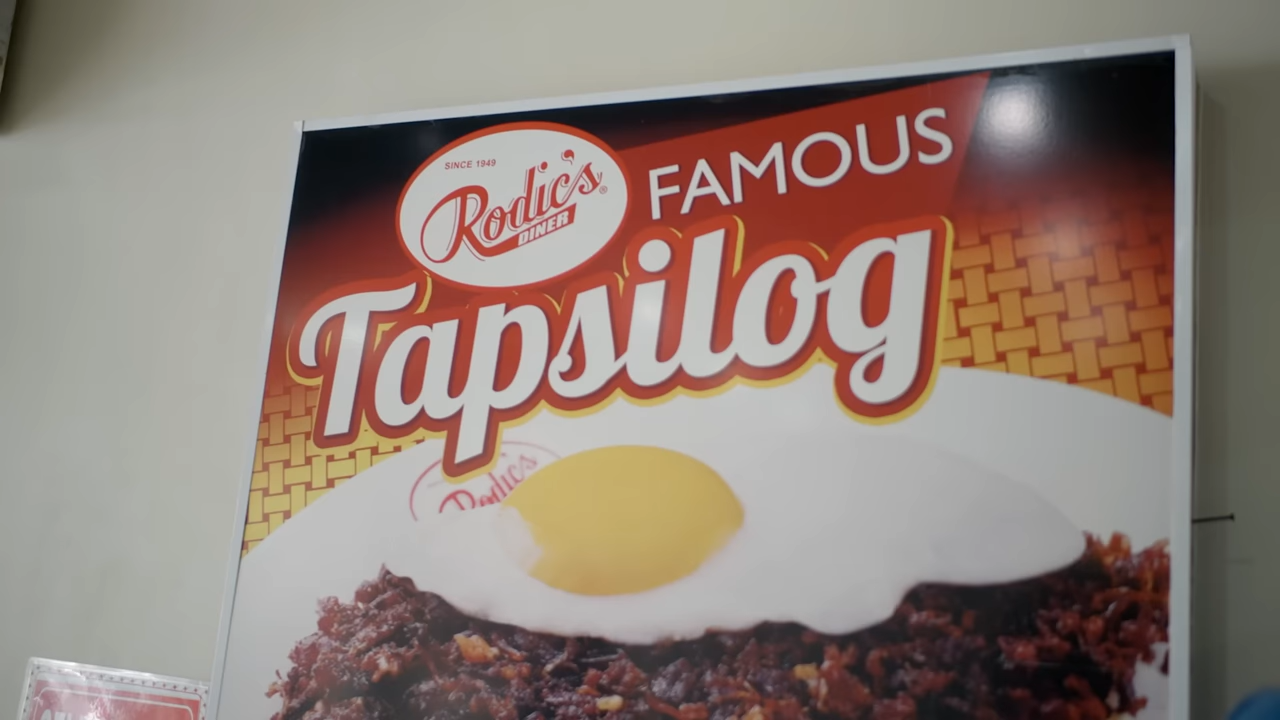 SINCE 1949
Rodic's®
DINER
FAMOUS
Tapsilog
Rodic's